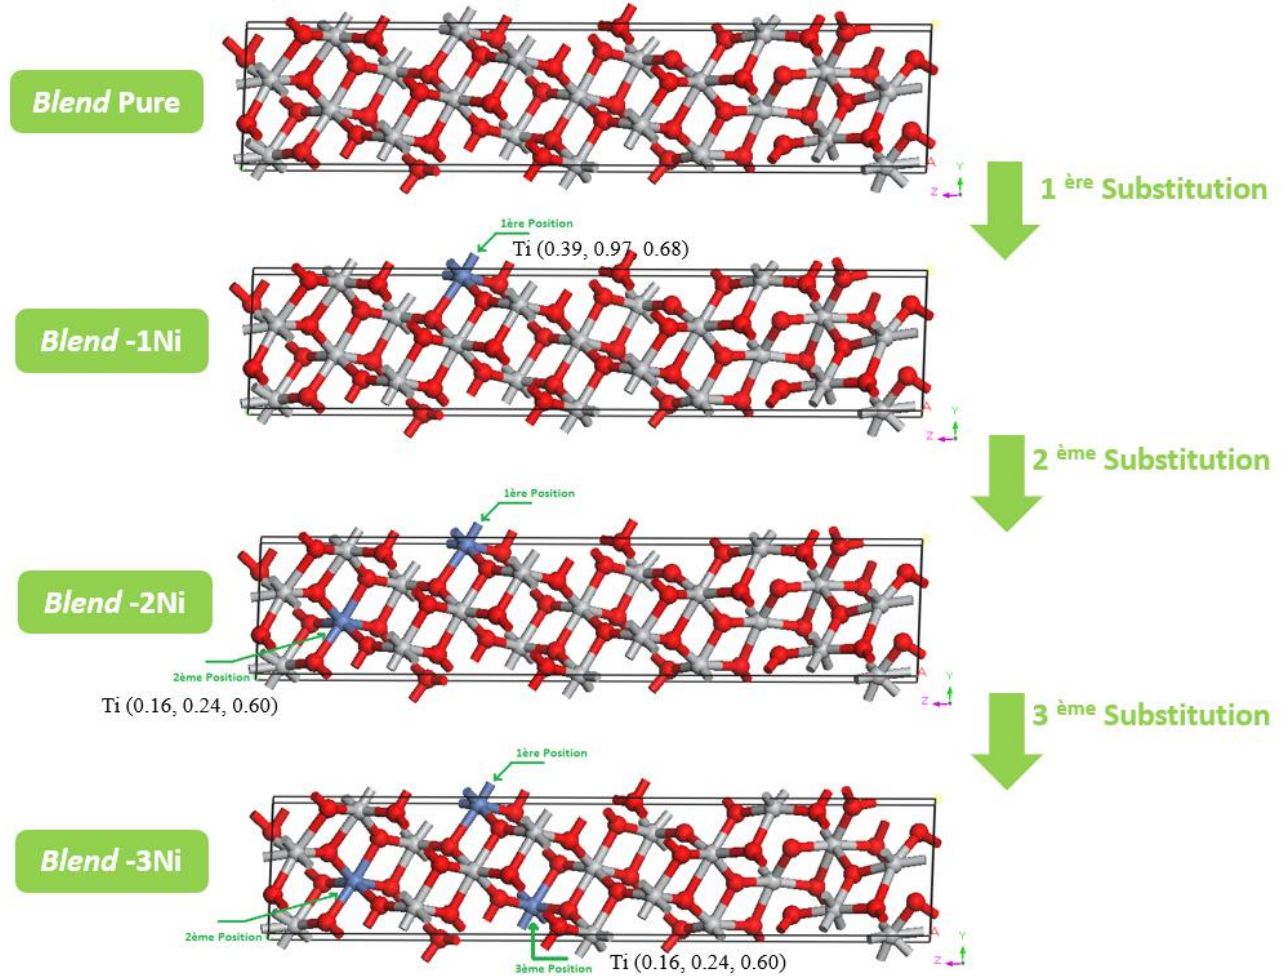 Blend Pure
A
Y
Z
1 ère Substitution
1ère Position
Ti (0.39, 0.97, 0.68)
Blend -1Ni
A
Y
Z
2 ème Substitution
1ère Position
Blend -2Ni
2ème Position
A
Y
Z
Ti (0.16, 0.24, 0.60)
3 ème Substitution
1ère Position
Blend -3Ni
2ème Position
3ème Position
Ti (0.16, 0.24, 0.60)
A
Y
Z